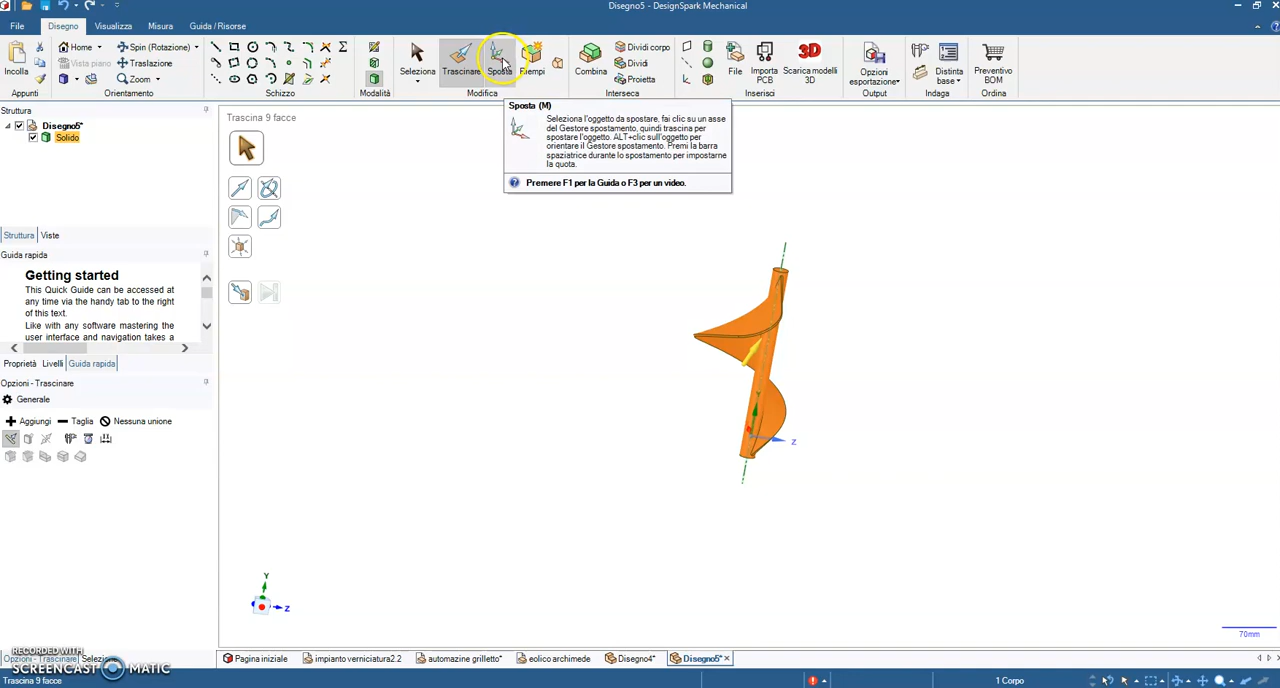 Disegno5 - DesignSpark Mechanical
File Disegno Visualizza Misura Guida / Risorse
Incolla
Home
Vista piano
Spin (Rotazione)
Traslazione
Zoom
Seleziona
Trascinare
Sposta
Riempi
Combina
Dividi corpo
Dividi
Proietta
File
Importa PCB
Scarica modelli 3D
Opzioni esportazione
Distinta base
Preventivo BOM
Appunti Orientamento Schizzo Modalità Modifica Interseca Inserisci Output Indaga Ordina
Struttura
Disegno5*
Solido
Struttura Viste
Guida rapida
Getting started
This Quick Guide can be accessed at
any time via the handy tab to the right
of this text.
Like with any software mastering the
user interface and navigation takes a
Proprietà Livelli Guida rapida
Opzioni - Trascinare
Generale
Aggiungi Taglia Nessuna unione
Trascina 9 facce
Sposta (M)
Seleziona l'oggetto da spostare, fai clic su un asse
del Gestore spostamento, quindi trascina per
spostare l'oggetto. ALT+clic sull'oggetto per
orientare il Gestore spostamento. Premi la barra
spaziatrice durante lo spostamento per impostarne
la quota.
Premere F1 per la Guida o F3 per un video.
Y
Z
Y
Z
70mm
RECORDED WITH
SCREENCAST MATIC
Opzioni - Trascinare Selezione
Pagina iniziale impianto verniciatura2.2 automazine grilletto* eolico archimede Disegno4* Disegno5*
Trascina 9 facce
1 Corpo